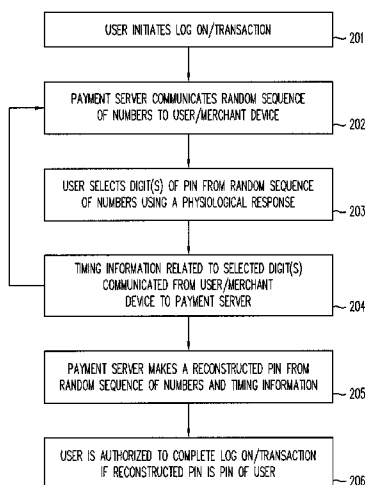 USER INITIATES LOG ON/TRANSACTION
201
PAYMENT SERVER COMMUNICATES RANDOM SEQUENCE
OF NUMBERS TO USER/MERCHANT DEVICE
202
USER SELECTS DIGIT(S) OF PIN FROM RANDOM SEQUENCE
OF NUMBERS USING A PHYSIOLOGICAL RESPONSE
203
TIMING INFORMATION RELATED TO SELECTED DIGIT(S)
COMMUNICATED FROM USER/MERCHANT
DEVICE TO PAYMENT SERVER
204
PAYMENT SERVER MAKES A RECONSTRUCTED PIN FROM
RANDOM SEQUENCE OF NUMBERS AND TIMING INFORMATION
205
USER IS AUTHORIZED TO COMPLETE LOG ON/TRANSACTION
IF RECONSTRUCTED PIN IS PIN OF USER
206